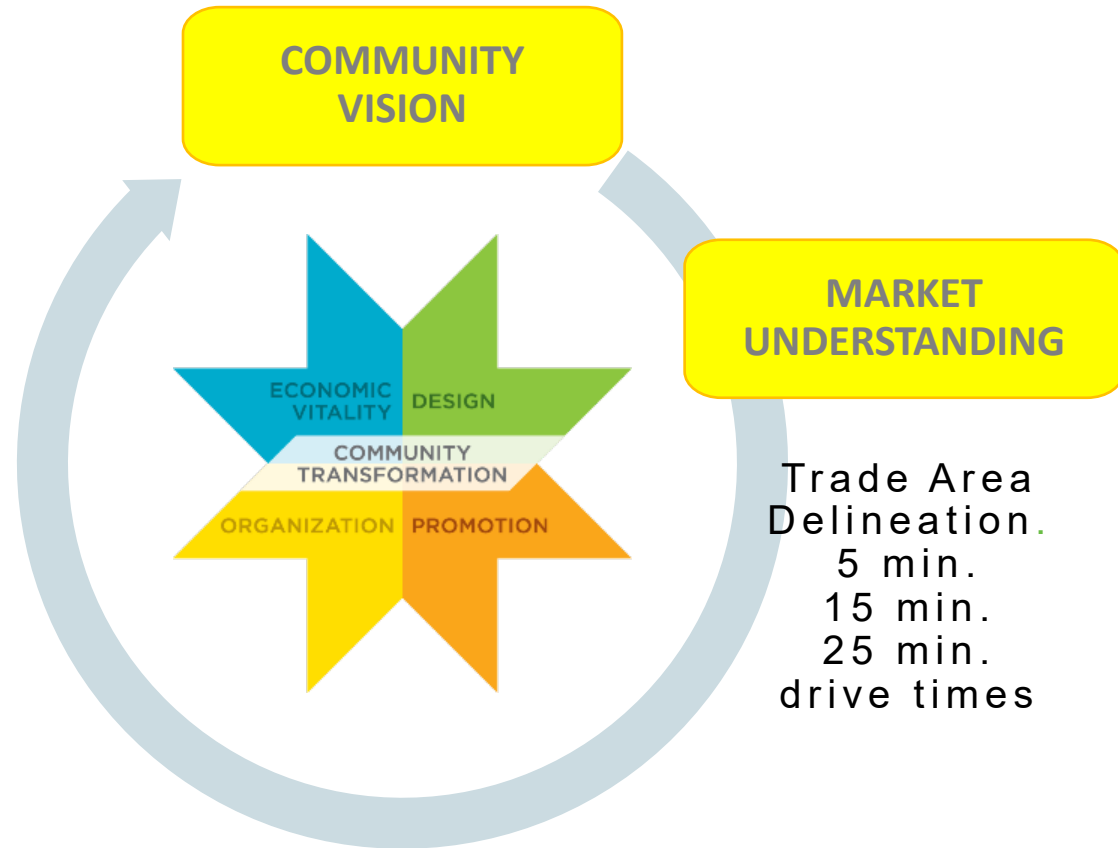 COMMUNITY
VISION
MARKET
UNDERSTANDING
ECONOMIC
VITALITY
DESIGN
COMMUNITY
TRANSFORMATION
ORGANIZATION
PROMOTION
Trade Area
Delineation.
5 min.
15 min.
25 min.
drive times